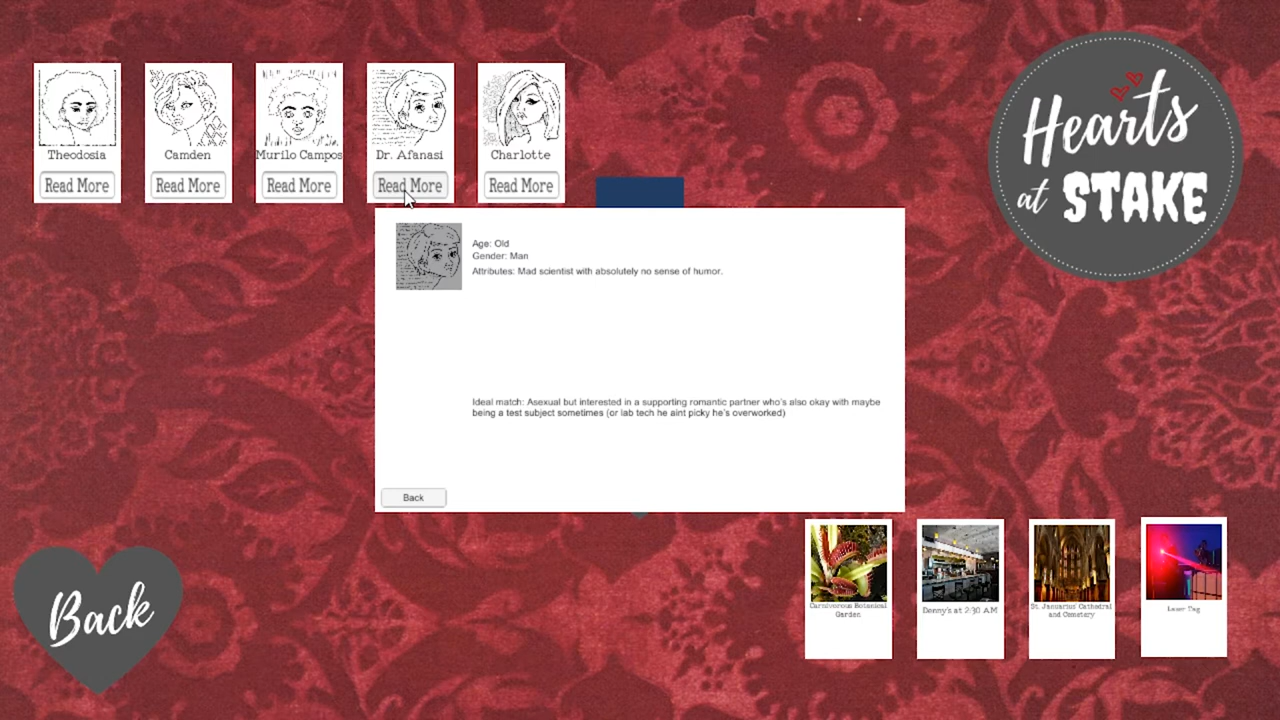 Theodosia
Read More
Camden
Read More
Murilo Campos
Read More
Dr. Afanasi
Read More
Charlotte
Read More
Hearts
at STAKE
Age: Old
Gender: Man
Attributes: Mad scientist with absolutely no sense of humor.
Ideal match: Asexual but interested in a supporting romantic partner who's also okay with maybe
being a test subject sometimes (or lab tech he aint picky he's overworked)
Back
Back
Carnivorous Botanical
Garden
Denny's at 2:30 AM
St. Januarius' Cathedral
and Cemetery
Laser Tag